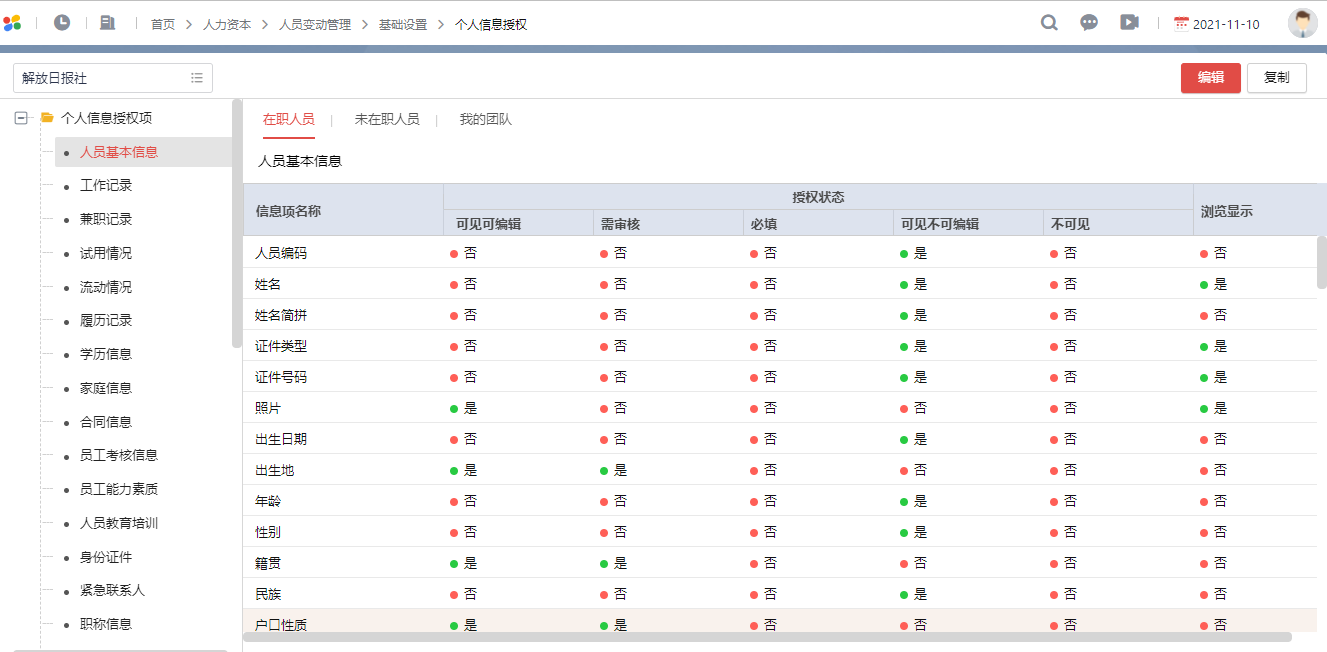 首页 人力资本 人员变动管理 基础设置 个人信息授权 2021-11-10
解放日报社 编辑 复制
个人信息授权项
人员基本信息
工作记录
兼职记录
试用情况
流动情况
履历记录
学历信息
家庭信息
合同信息
员工考核信息
员工能力素质
人员教育培训
身份证件
紧急联系人
职称信息
在职人员 未在职人员 我的团队
人员基本信息
信息项名称 授权状态 浏览显示
可见可编辑 需审核 必填 可见不可编辑 不可见
人员编码 否 否 否 是 否 否
姓名 否 否 否 是 否 是
姓名简拼 否 否 否 是 否 否
证件类型 否 否 否 是 否 是
证件号码 否 否 否 是 否 是
照片 是 否 否 否 否 是
出生日期 否 否 否 是 否 否
出生地 是 是 否 否 否 否
年龄 否 否 否 是 否 否
性别 否 否 否 是 否 否
籍贯 是 是 否 否 否 否
民族 否 否 否 是 否 否
户口性质 是 是 否 否 否 否